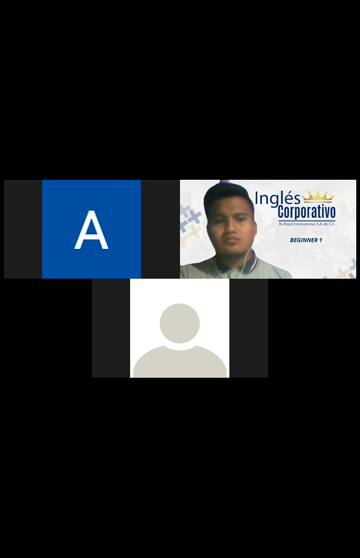 A
Inglés
Corporativo
By Regal International, S.A. de C.V.
BEGINNER 1